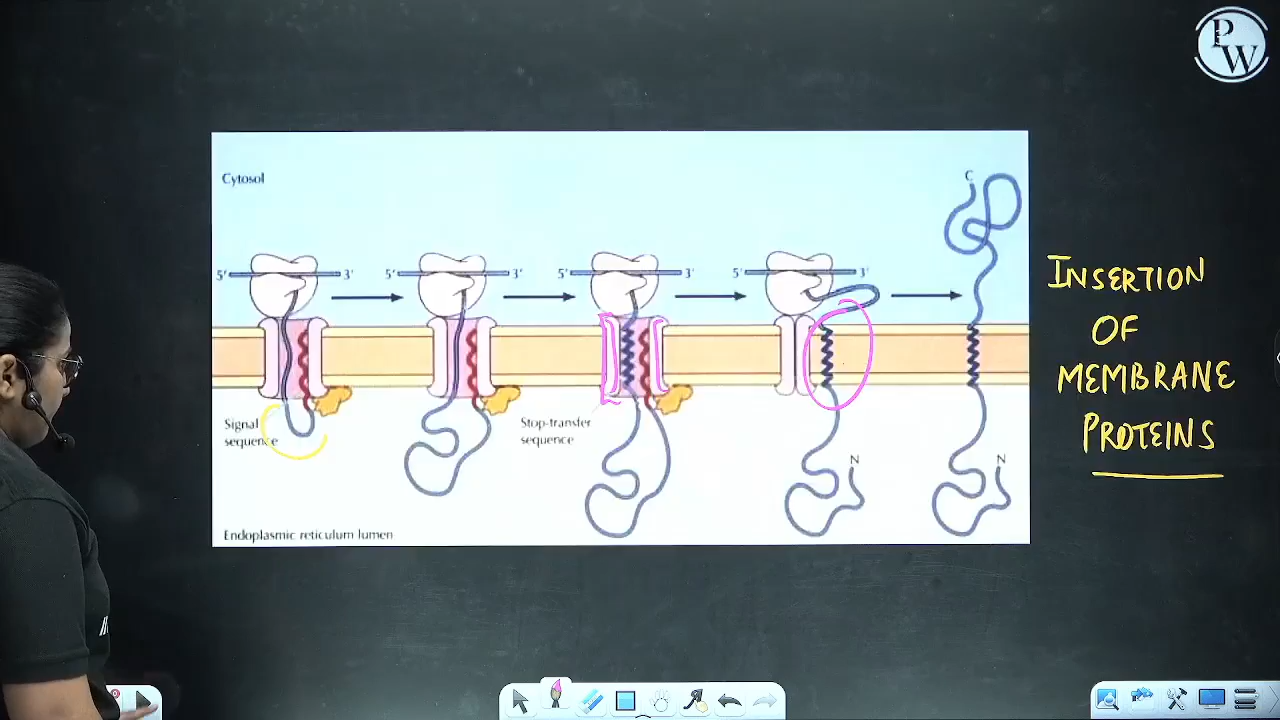 PW
Cytosol
C
5' 3' 5' 3' 5' 3' 5' 3'
INSERTION
OF
MEMBRANE
PROTEINS
Signal
sequence
Stop-transfer
sequence
N N
Endoplasmic reticulum lumen